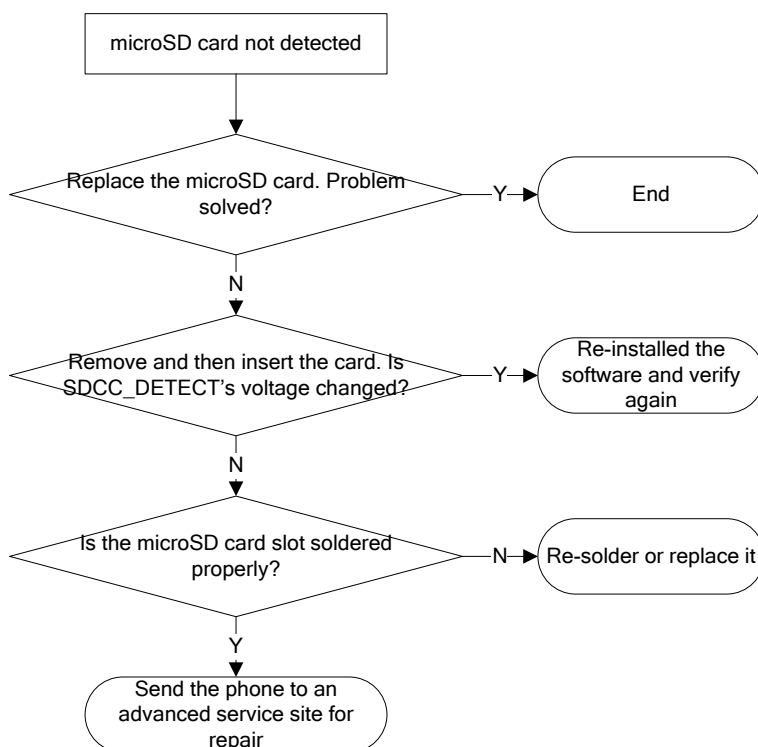 microSD card not detected
Replace the microSD card. Problem
solved?
Y
End
N
Remove and then insert the card. Is
SDCC_DETECT’s voltage changed?
Y
Re-installed the
software and verify
again
N
Is the microSD card slot soldered
properly?
N
Re-solder or replace it
Y
Send the phone to an
advanced service site for
repair